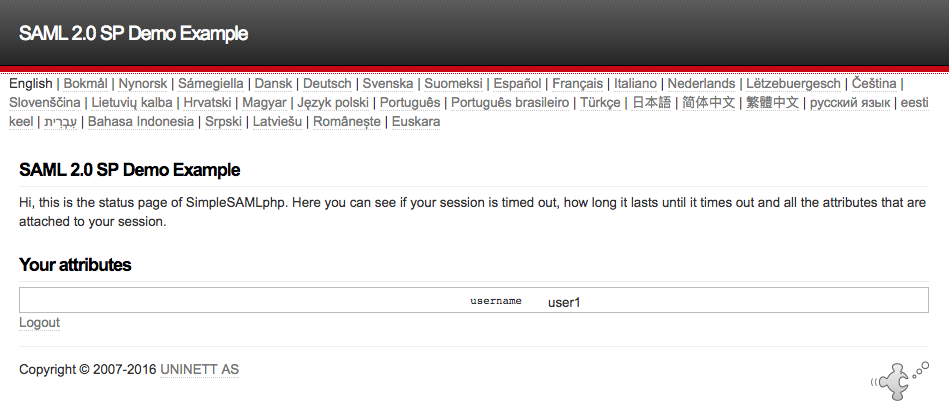 SAML 2.0 SP Demo Example
English | Bokmål | Nynorsk | Sámegiella | Dansk | Deutsch | Svenska | Suomeksi | Español | Français | Italiano | Nederlands | Lëtzebuergesch | Čeština |
Slovenščina | Lietuvių kalba | Hrvatski | Magyar | Język polski | Português | Português brasileiro | Türkçe | 日本語 | 简体中文 | 繁體中文 | русский язык | eesti
keel | עִבְרִית | Bahasa Indonesia | Srpski | Latviešu | Românește | Euskara
SAML 2.0 SP Demo Example
Hi, this is the status page of SimpleSAMLphp. Here you can see if your session is timed out, how long it lasts until it times out and all the attributes that are
attached to your session.
Your attributes
username user1
Logout
Copyright © 2007-2016 UNINETT AS